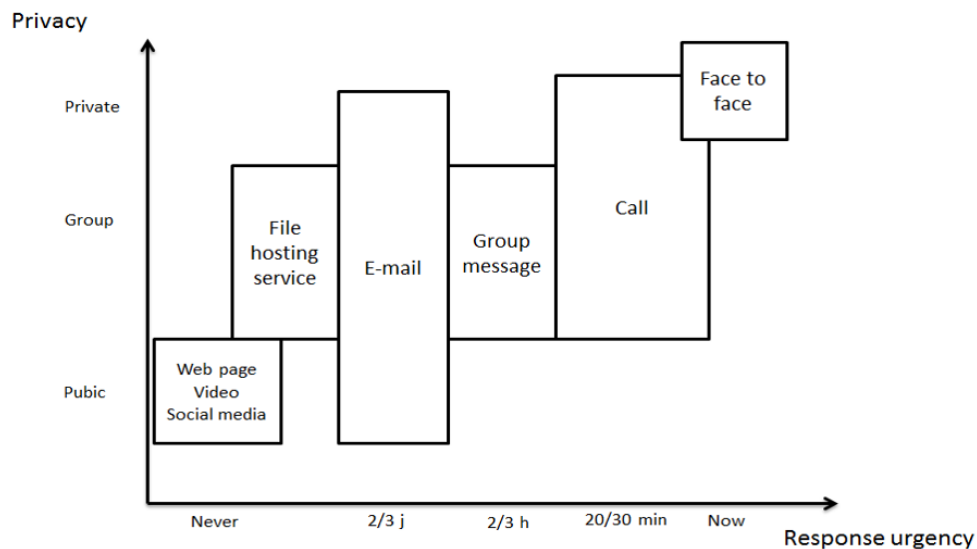 Privacy
Private
Face to
face
Group
File
hosting
service
E-mail
Group
message
Call
Pubic
Web page
Video
Social media
Never
2/3 j
2/3 h
20/30 min
Now
Response urgency